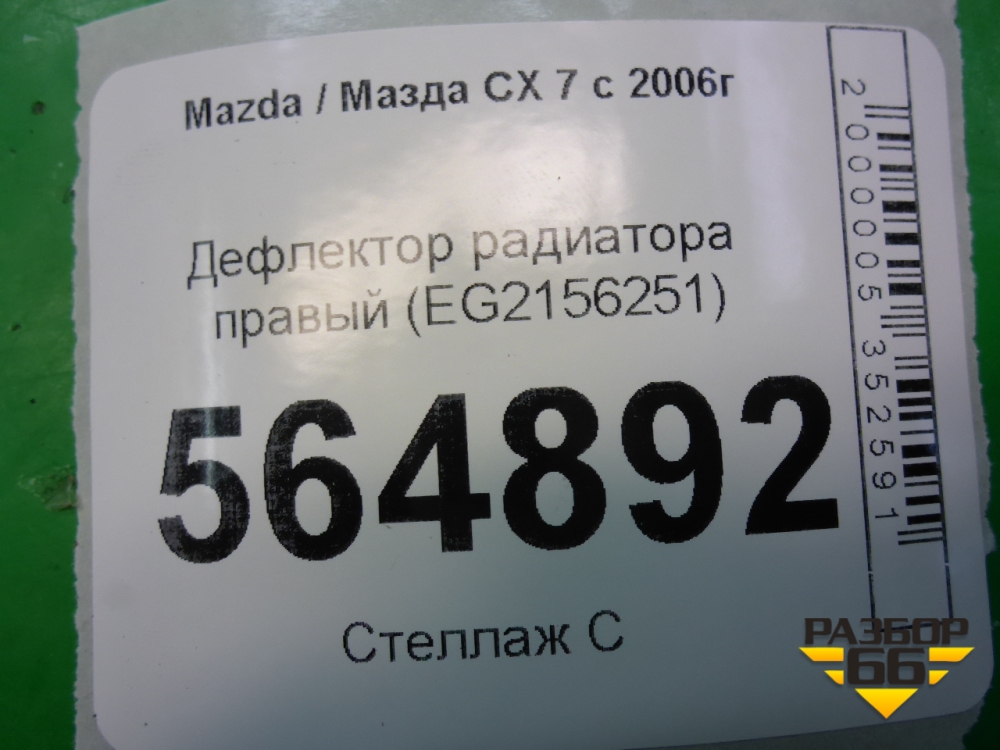 Mazda / Мазда CX 7 с 2006г
Дефлектор радиатора
правый (EG2156251)
564892
Стеллаж С
2000005352591
РАЗБОР
66